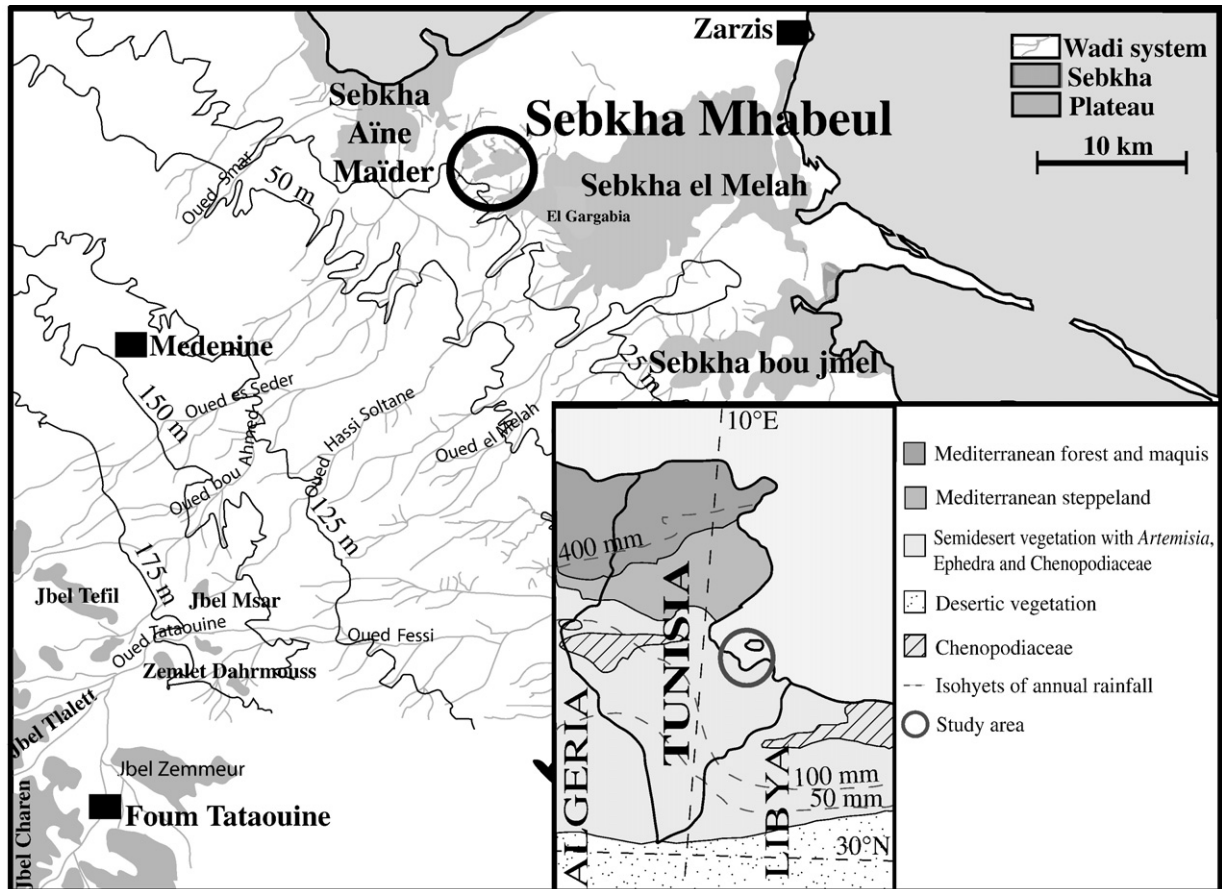 Zarzis
Wadi system
Sebkha
Plateau
10 km
Sebkha
Aïne
Maïder
Sebkha Mhabeul
Sebkha el Melah
El Gargabia
Oued Smar
50 m
Medenine
Oued es Seder
150 m
Oued bou Ahmed
Oued Hassi Soltane
Oued el Melah
25 m
Sebkha bou jmel
125 m
175 m
Jbel Tefil
Jbel Msar
Oued Tataouine
Oued Fessi
Zemlet Dahrmouss
Jbel Tlalett
Jbel Zemmeur
Foum Tataouine
Jbel Charen
10°E
400 mm
TUNISIA
ALGERIA
LIBYA
100 mm
50 mm
30°N
Mediterranean forest and maquis
Mediterranean steppeland
Semidesert vegetation with Artemisia,
Ephedra and Chenopodiaceae
Desertic vegetation
Chenopodiaceae
Isohyets of annual rainfall
Study area